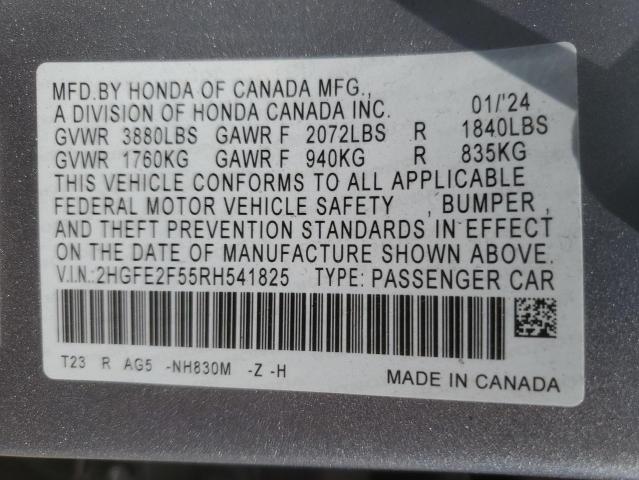 MFD.BY HONDA OF CANADA MFG.,
A DIVISION OF HONDA CANADA INC. 01/'24
GVWR 3880LBS GAWR F 2072LBS R 1840LBS
GVWR 1760KG GAWR F 940KG R 835KG
THIS VEHICLE CONFORMS TO ALL APPLICABLE
FEDERAL MOTOR VEHICLE SAFETY , BUMPER ,
AND THEFT PREVENTION STANDARDS IN EFFECT
ON THE DATE OF MANUFACTURE SHOWN ABOVE.
V.I.N.:2HGFE2F55RH541825 TYPE: PASSENGER CAR
T23 R AG5 -NH830M -Z -H
MADE IN CANADA